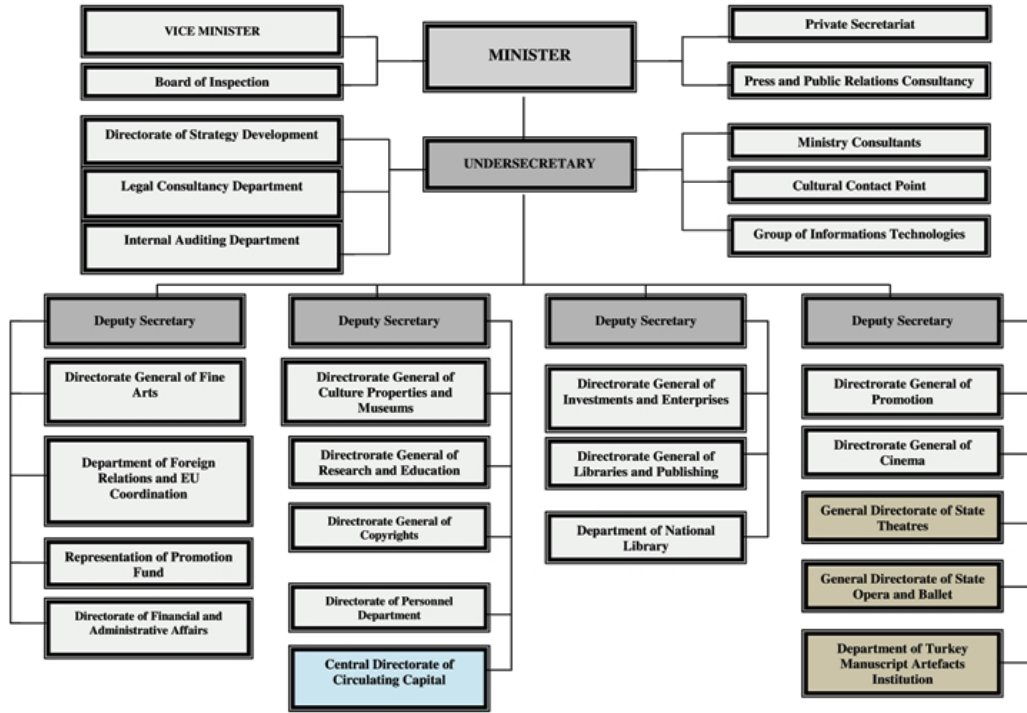 VICE MINISTER
Board of Inspection
MINISTER
Private Secretariat
Press and Public Relations Consultancy
Directorate of Strategy Development
Legal Consultancy Department
Internal Auditing Department
UNDERSECRETARY
Ministry Consultants
Cultural Contact Point
Group of Informations Technologies
Deputy Secretary
Directorate General of Fine
Arts
Department of Foreign
Relations and EU
Coordination
Representation of Promotion
Fund
Directorate of Financial and
Administrative Affairs
Deputy Secretary
Directrorate General of
Culture Properties and
Museums
Directrorate General of
Research and Education
Directrorate General of
Copyrights
Directorate of Personnel
Department
Central Directorate of
Circulating Capital
Deputy Secretary
Directrorate General of
Investments and Enterprises
Directrorate General of
Libraries and Publishing
Department of National
Library
Deputy Secretary
Directrorate General of
Promotion
Directrorate General of
Cinema
General Directorate of State
Theatres
General Directorate of State
Opera and Ballet
Department of Turkey
Manuscript Artefacts
Institution